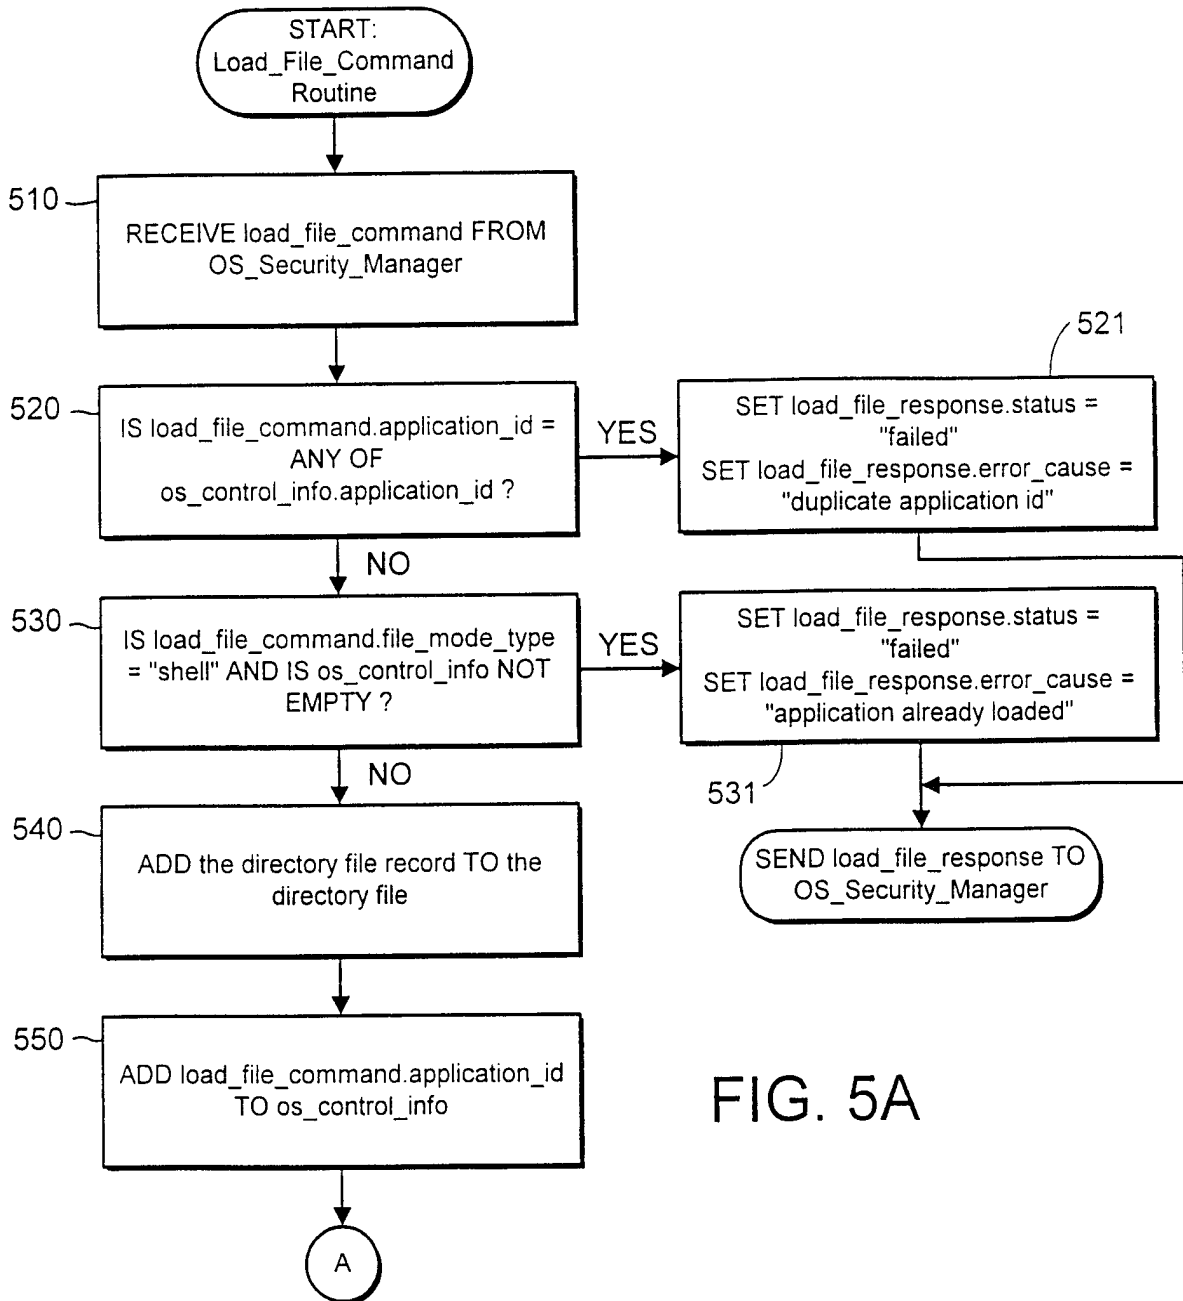 START:
Load_File_Command
Routine
510
RECEIVE load_file_command FROM
OS_Security_Manager
520
IS load_file_command.application_id =
ANY OF
os_control_info.application_id ?
YES
521
SET load_file_response.status =
"failed"
SET load_file_response.error_cause =
"duplicate application id"
NO
530
IS load_file_command.file_mode_type
= "shell" AND IS os_control_info NOT
EMPTY ?
YES
SET load_file_response.status =
"failed"
SET load_file_response.error_cause =
"application already loaded"
531
NO
SEND load_file_response TO
OS_Security_Manager
540
ADD the directory file record TO the
directory file
550
ADD load_file_command.application_id
TO os_control_info
A
FIG. 5A